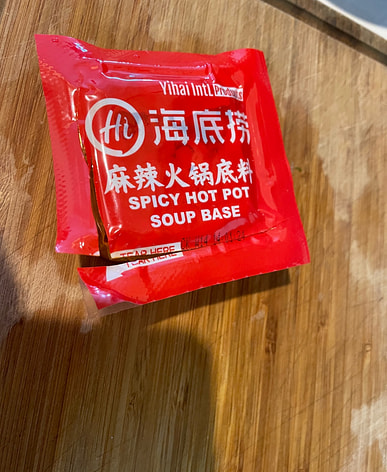 Yihai Intl Products
Hi 海底捞
麻辣火锅底料
SPICY HOT POT
SOUP BASE
TEAR HERE